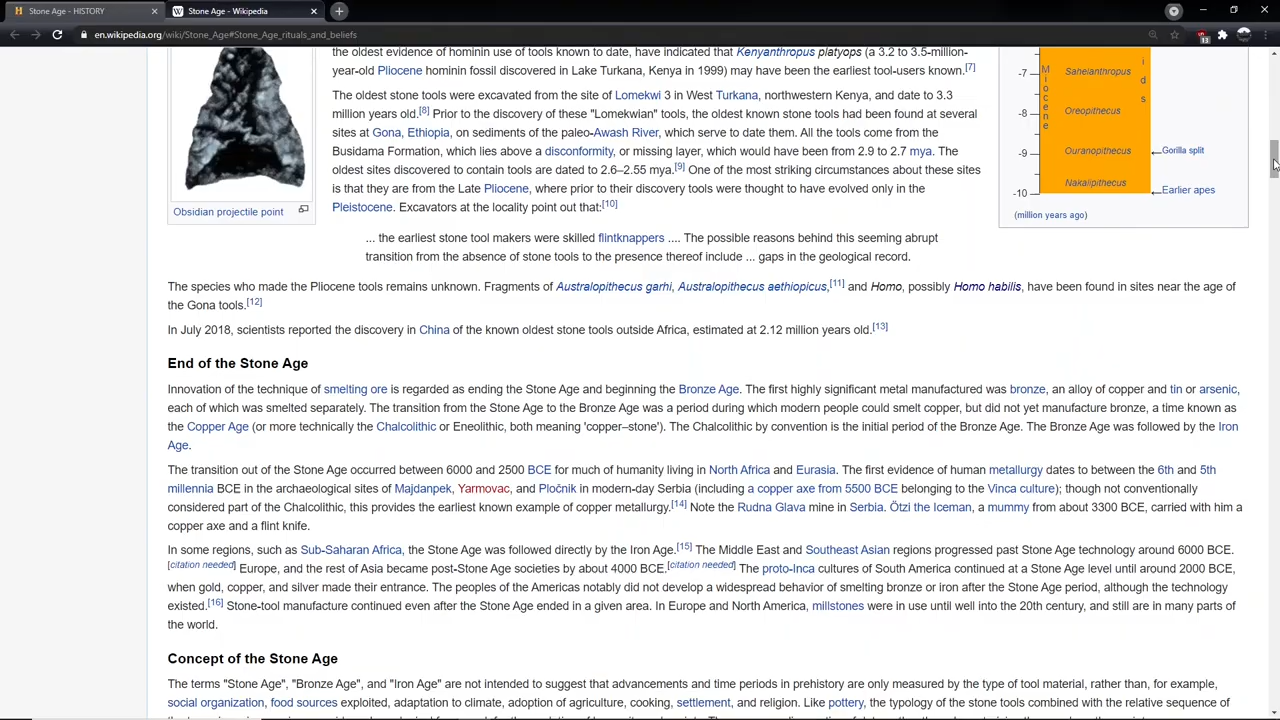 Stone Age - HISTORY
Stone Age - Wikipedia
en.wikipedia.org/wiki/Stone_Age#Stone_Age_rituals_and_beliefs
13
the oldest evidence of hominin use of tools known to date, have indicated that Kenyanthropus platyops (a 3.2 to 3.5-million-
year-old Pliocene hominin fossil discovered in Lake Turkana, Kenya in 1999) may have been the earliest tool-users known.[7]
The oldest stone tools were excavated from the site of Lomekwi 3 in West Turkana, northwestern Kenya, and date to 3.3
million years old.[8] Prior to the discovery of these "Lomekwian" tools, the oldest known stone tools had been found at several
sites at Gona, Ethiopia, on sediments of the paleo-Awash River, which serve to date them. All the tools come from the
Busidama Formation, which lies above a disconformity, or missing layer, which would have been from 2.9 to 2.7 mya. The
oldest sites discovered to contain tools are dated to 2.6–2.55 mya.[9] One of the most striking circumstances about these sites
is that they are from the Late Pliocene, where prior to their discovery tools were thought to have evolved only in the
Pleistocene. Excavators at the locality point out that:[10]
Obsidian projectile point
-7
-8
-9
-10
Miocene
ids
Sahelanthropus
Oreopithecus
Ouranopithecus
Nakalipithecus
←Gorilla split
←Earlier apes
(million years ago)
... the earliest stone tool makers were skilled flintknappers .... The possible reasons behind this seeming abrupt
transition from the absence of stone tools to the presence thereof include ... gaps in the geological record.
The species who made the Pliocene tools remains unknown. Fragments of Australopithecus garhi, Australopithecus aethiopicus,[11] and Homo, possibly Homo habilis, have been found in sites near the age of
the Gona tools.[12]
In July 2018, scientists reported the discovery in China of the known oldest stone tools outside Africa, estimated at 2.12 million years old.[13]
End of the Stone Age
Innovation of the technique of smelting ore is regarded as ending the Stone Age and beginning the Bronze Age. The first highly significant metal manufactured was bronze, an alloy of copper and tin or arsenic,
each of which was smelted separately. The transition from the Stone Age to the Bronze Age was a period during which modern people could smelt copper, but did not yet manufacture bronze, a time known as
the Copper Age (or more technically the Chalcolithic or Eneolithic, both meaning 'copper–stone'). The Chalcolithic by convention is the initial period of the Bronze Age. The Bronze Age was followed by the Iron
Age.
The transition out of the Stone Age occurred between 6000 and 2500 BCE for much of humanity living in North Africa and Eurasia. The first evidence of human metallurgy dates to between the 6th and 5th
millennia BCE in the archaeological sites of Majdanpek, Yarmovac, and Pločnik in modern-day Serbia (including a copper axe from 5500 BCE belonging to the Vinca culture); though not conventionally
considered part of the Chalcolithic, this provides the earliest known example of copper metallurgy.[14] Note the Rudna Glava mine in Serbia. Ötzi the Iceman, a mummy from about 3300 BCE, carried with him a
copper axe and a flint knife.
In some regions, such as Sub-Saharan Africa, the Stone Age was followed directly by the Iron Age.[15] The Middle East and Southeast Asian regions progressed past Stone Age technology around 6000 BCE.
[citation needed] Europe, and the rest of Asia became post-Stone Age societies by about 4000 BCE.[citation needed] The proto-Inca cultures of South America continued at a Stone Age level until around 2000 BCE,
when gold, copper, and silver made their entrance. The peoples of the Americas notably did not develop a widespread behavior of smelting bronze or iron after the Stone Age period, although the technology
existed.[16] Stone-tool manufacture continued even after the Stone Age ended in a given area. In Europe and North America, millstones were in use until well into the 20th century, and still are in many parts of
the world.
Concept of the Stone Age
The terms "Stone Age", "Bronze Age", and "Iron Age" are not intended to suggest that advancements and time periods in prehistory are only measured by the type of tool material, rather than, for example,
social organization, food sources exploited, adaptation to climate, adoption of agriculture, cooking, settlement, and religion. Like pottery, the typology of the stone tools combined with the relative sequence of